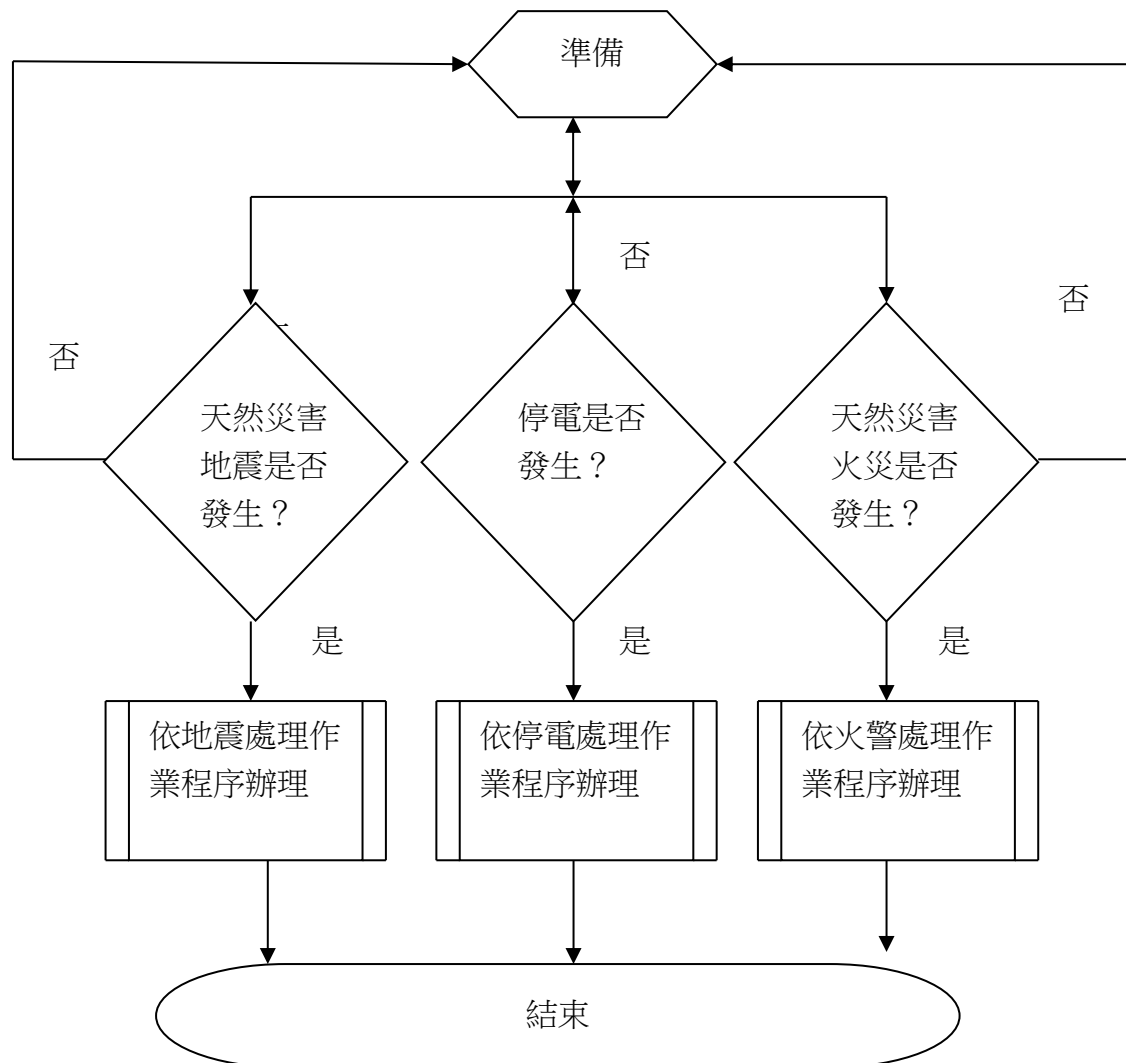 準備
否
否
否
天然災害
地震是否
發生？
停電是否
發生？
天然災害
火災是否
發生？
是
是
是
依地震處理作
業程序辦理
依停電處理作
業程序辦理
依火警處理作
業程序辦理
結束